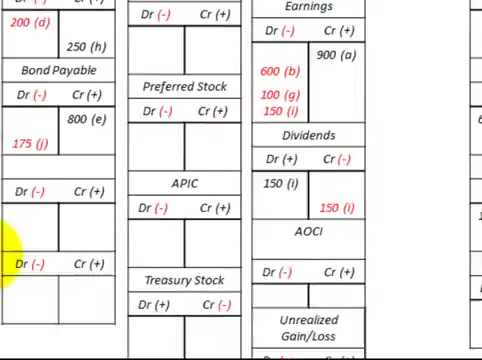 200 (d)
250 (h)
Bond Payable
Dr (-) Cr (+)
800 (e)
175 (j)
Dr (-) Cr (+)
Dr (-) Cr (+)
Dr (-) Cr (+)
Preferred Stock
Dr (-) Cr (+)
APIC
Dr (-) Cr (+)
Treasury Stock
Dr (+) Cr (-)
Earnings
Dr (-) Cr (+)
900 (a)
600 (b)
100 (g)
150 (i)
Dividends
Dr (+) Cr (-)
150 (i)
150 (i)
AOCI
Dr (-) Cr (+)
Unrealized
Gain/Loss